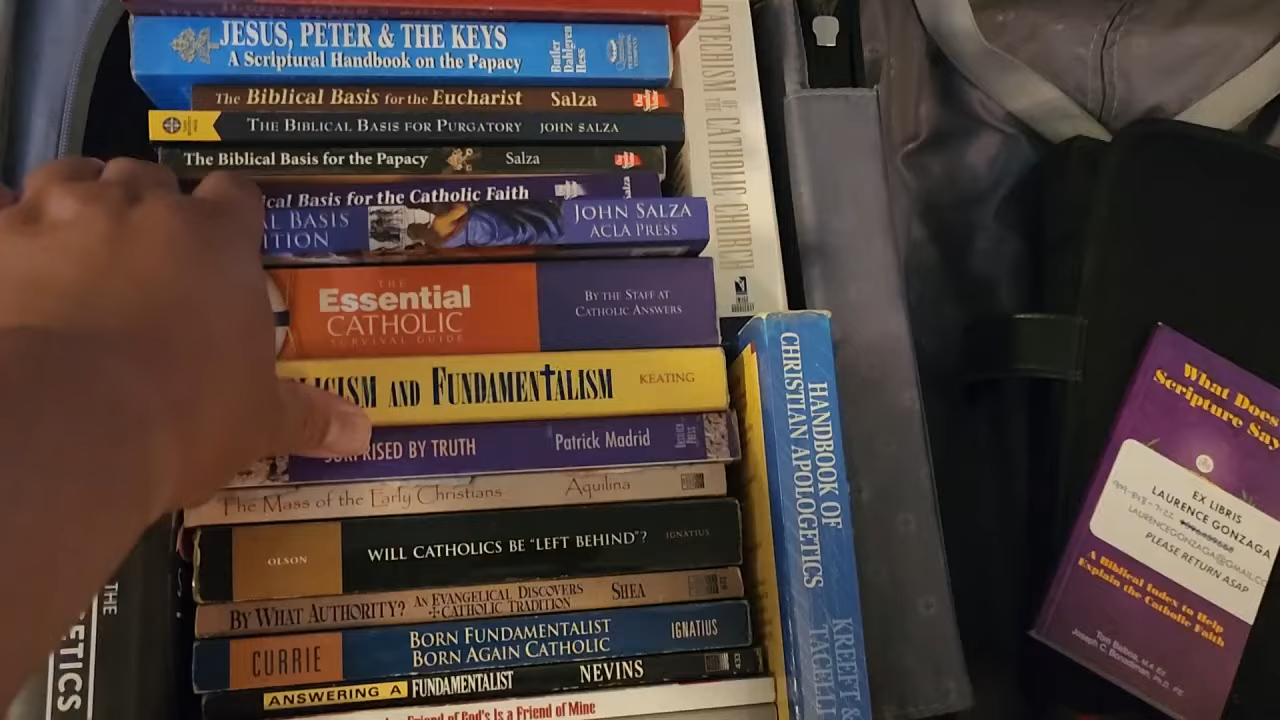 JESUS, PETER & THE KEYS
A Scriptural Handbook on the Papacy
Butler
Dahlgren
Hess
The Biblical Basis for the Eucharist Salza
THE BIBLICAL BASIS FOR PURGATORY JOHN SALZA
The Biblical Basis for the Papacy Salza
ical Basis for the Catholic Faith Salza
AL BASIS
ITION
JOHN SALZA
ACLA PRESS
THE
Essential
CATHOLIC
SURVIVAL GUIDE
BY THE STAFF AT
CATHOLIC ANSWERS
LICISM AND FUNDAMENTALISM KEATING
SURPRISED BY TRUTH Patrick Madrid
The Mass of the Early Christians Aquilina
OLSON WILL CATHOLICS BE "LEFT BEHIND"? IGNATIUS
BY WHAT AUTHORITY? AN EVANGELICAL DISCOVERS
CATHOLIC TRADITION
SHEA
CURRIE
BORN FUNDAMENTALIST
BORN AGAIN CATHOLIC
IGNATIUS
ANSWERING A FUNDAMENTALIST NEVINS
Friend of God's Is a Friend of Mine
THE
ETICS
CATECHISM OF THE CATHOLIC CHURCH
HANDBOOK OF
CHRISTIAN APOLOGETICS
KREEFT &
TACELLI
What Does
Scripture Say
EX LIBRIS
LAURENCE GONZAGA
LAURENCEGONZAGA@GMAIL.CO
PLEASE RETURN ASAP
A Biblical Index to Help
Explain the Catholic Faith